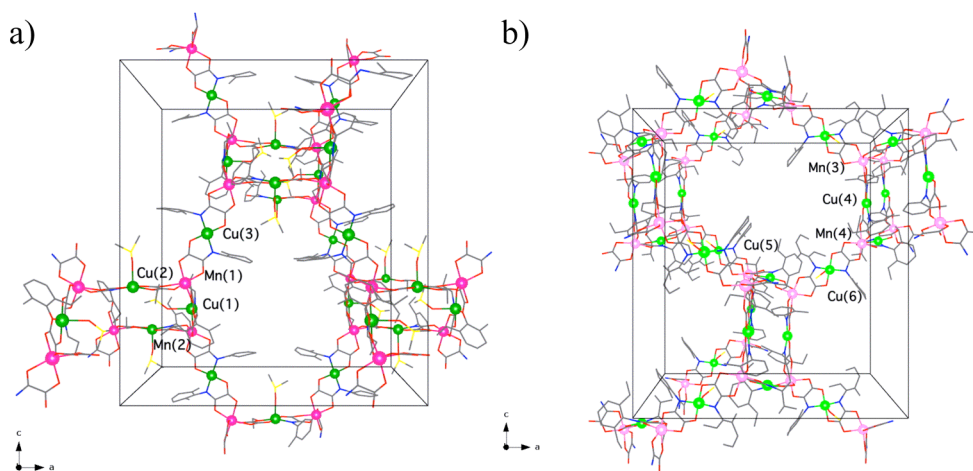 a)
Cu(3)
Cu(2)
Mn(1)
Cu(1)
Mn(2)
c
a
b)
Mn(3)
Cu(4)
Mn(4)
Cu(5)
Cu(6)
c
a